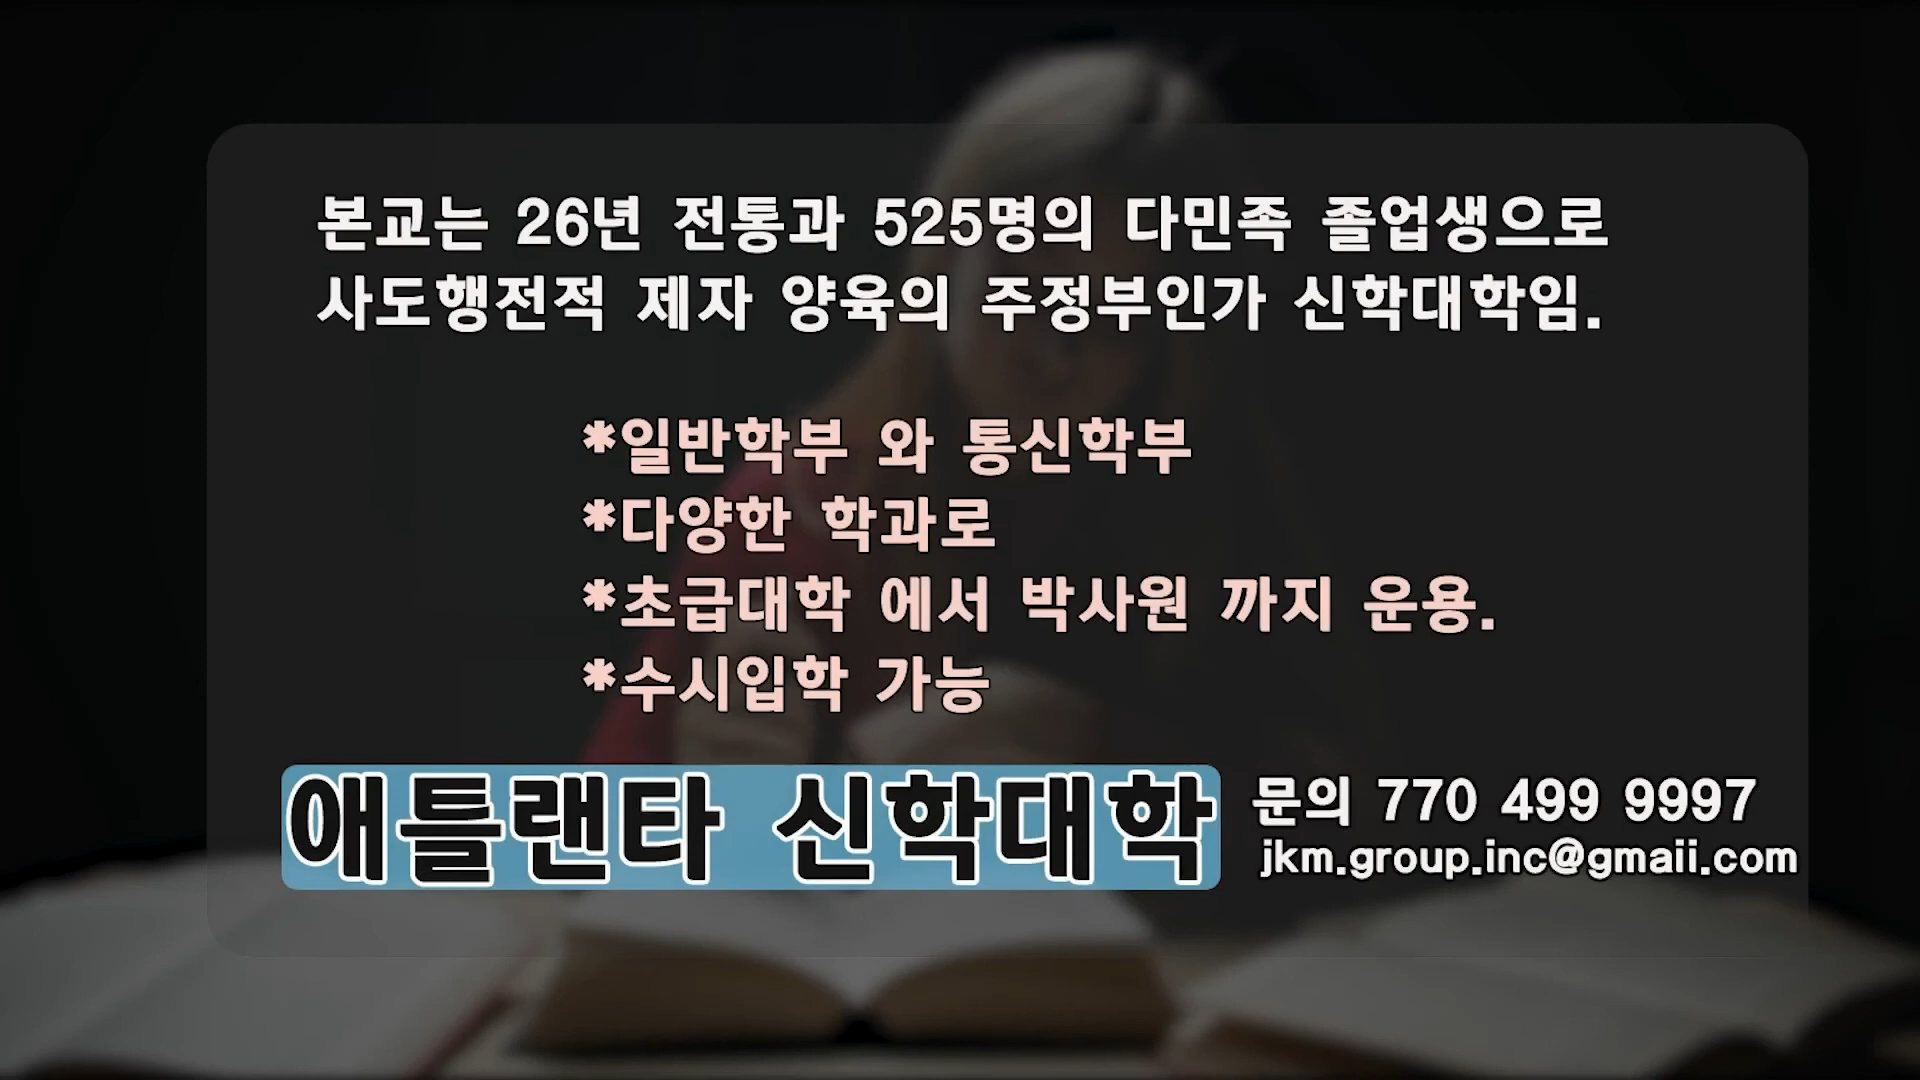 본교는 26년 전통과 525명의 다민족 졸업생으로
사도행전적 제자 양육의 주정부인가 신학대학임.
*일반학부 와 통신학부
*다양한 학과로
*초급대학 에서 박사원 까지 운용.
*수시입학 가능
애틀랜타 신학대학
문의 770 499 9997
jkm.group.inc@gmaii.com